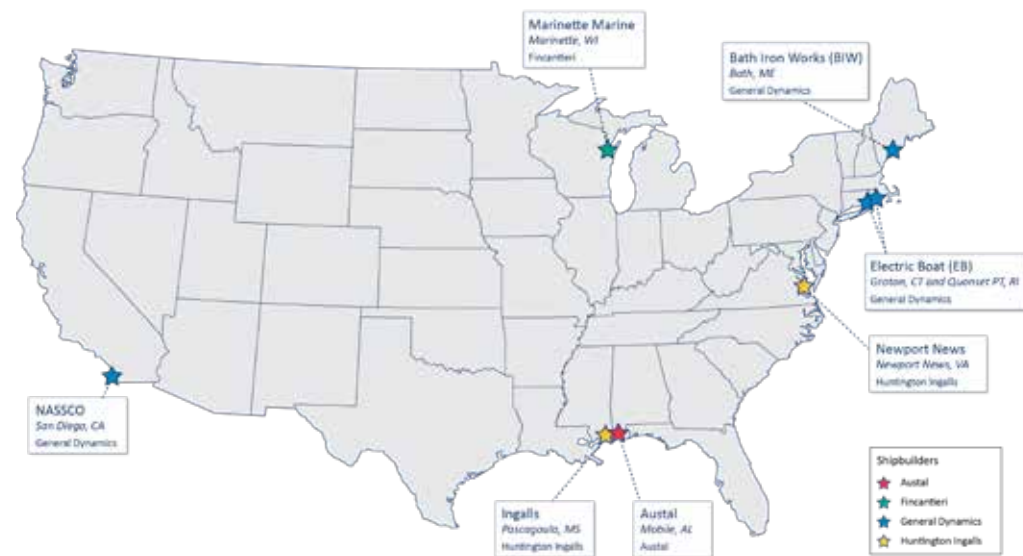 Marinette Marine
Marinette, WI
Fincantieri
Bath Iron Works (BIW)
Bath, ME
General Dynamics
Electric Boat (EB)
Groton, CT and Quonset PT, RI
General Dynamics
Newport News
Newport News, VA
Huntington Ingalls
NASSCO
San Diego, CA
General Dynamics
Ingalls
Pascagoula, MS
Huntington Ingalls
Austal
Mobile, AL
Austal
Shipbuilders
Austal
Fincantieri
General Dynamics
Huntington Ingalls